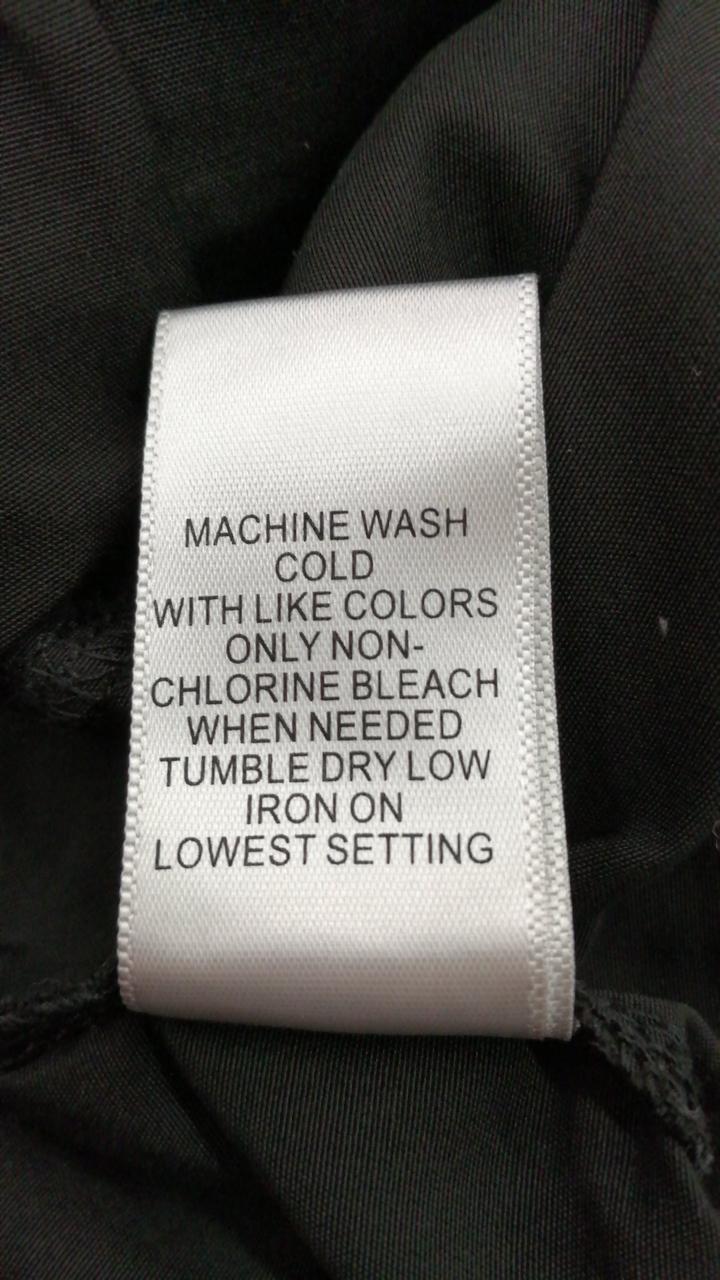 MACHINE WASH
COLD
WITH LIKE COLORS
ONLY NON-
CHLORINE BLEACH
WHEN NEEDED
TUMBLE DRY LOW
IRON ON
LOWEST SETTING